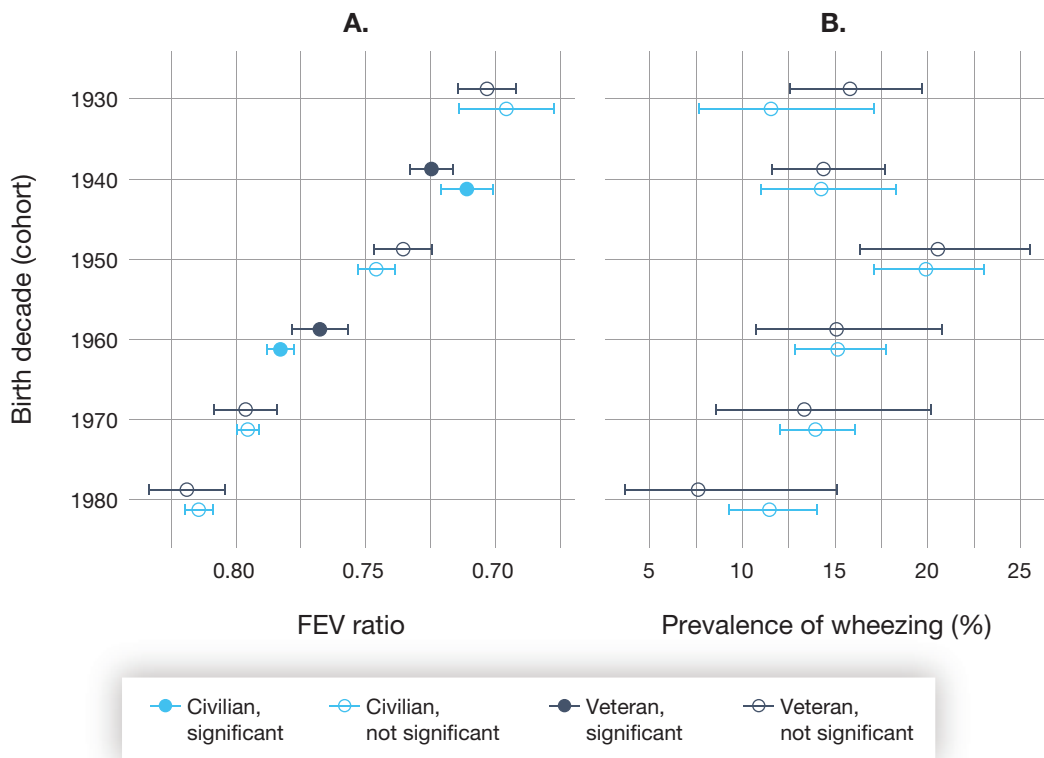 A.
B.
Birth decade (cohort)
1930
1940
1950
1960
1970
1980
0.80 0.75 0.70
5 10 15 20 25
FEV ratio
Prevalence of wheezing (%)
Civilian,
significant
Civilian,
not significant
Veteran,
significant
Veteran,
not significant